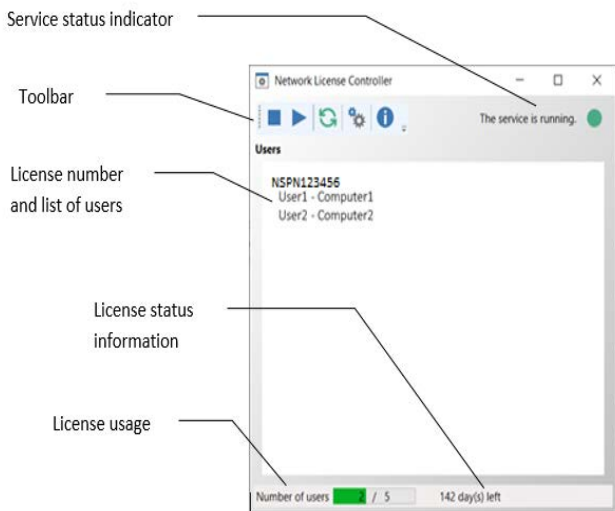 Service status indicator
Network License Controller
Toolbar
The service is running.
Users
License number
and list of users
NSPN123456
User1 - Computer1
User2 - Computer2
License status
information
License usage
Number of users 2 / 5 142 day(s) left